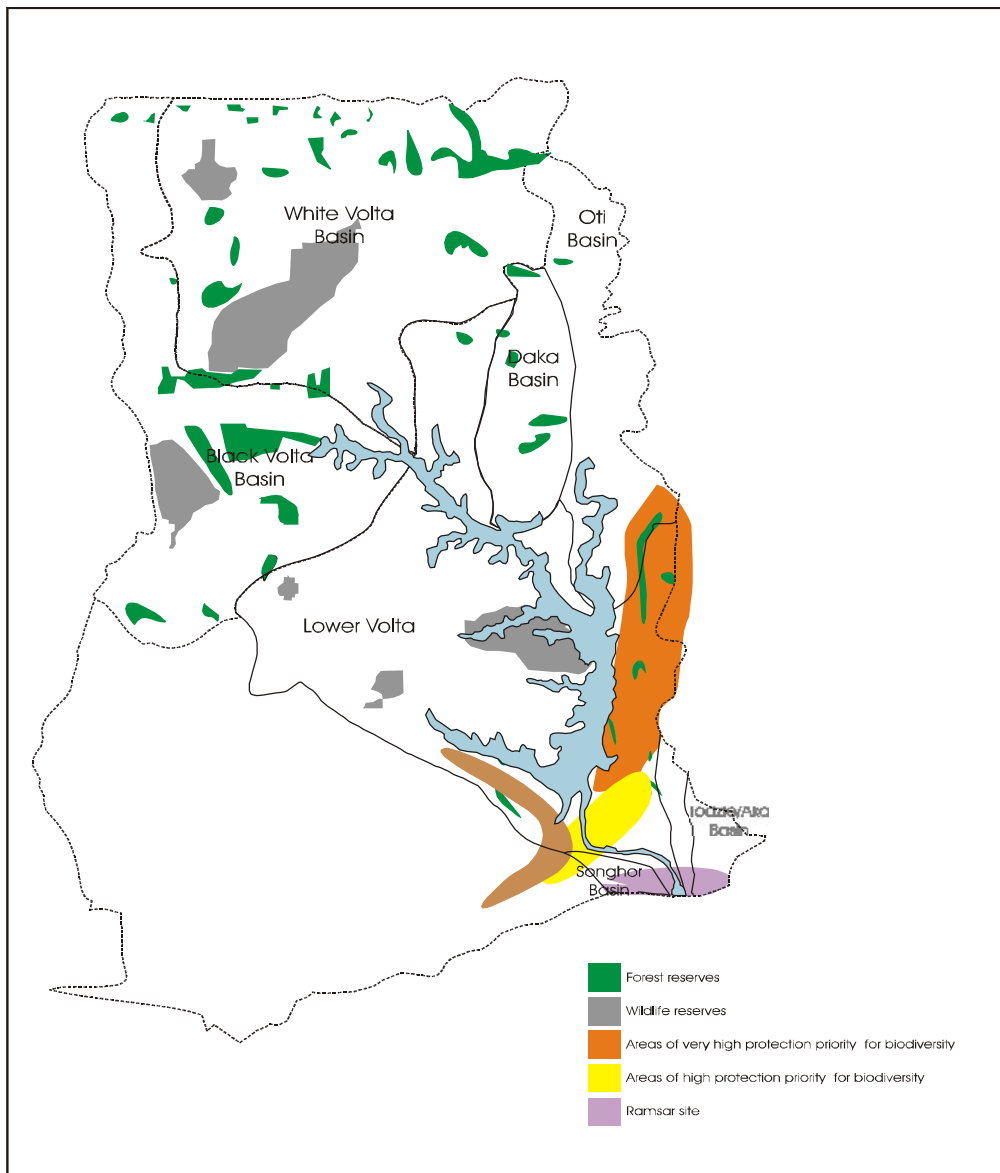 White Volta
Basin
Oti
Basin
Daka
Basin
Black Volta
Basin
Lower Volta
Basin
Songhor
Basin
Forest reserves
Wildlife reserves
Areas of very high protection priority for biodiversity
Areas of high protection priority for biodiversity
Ramsar site